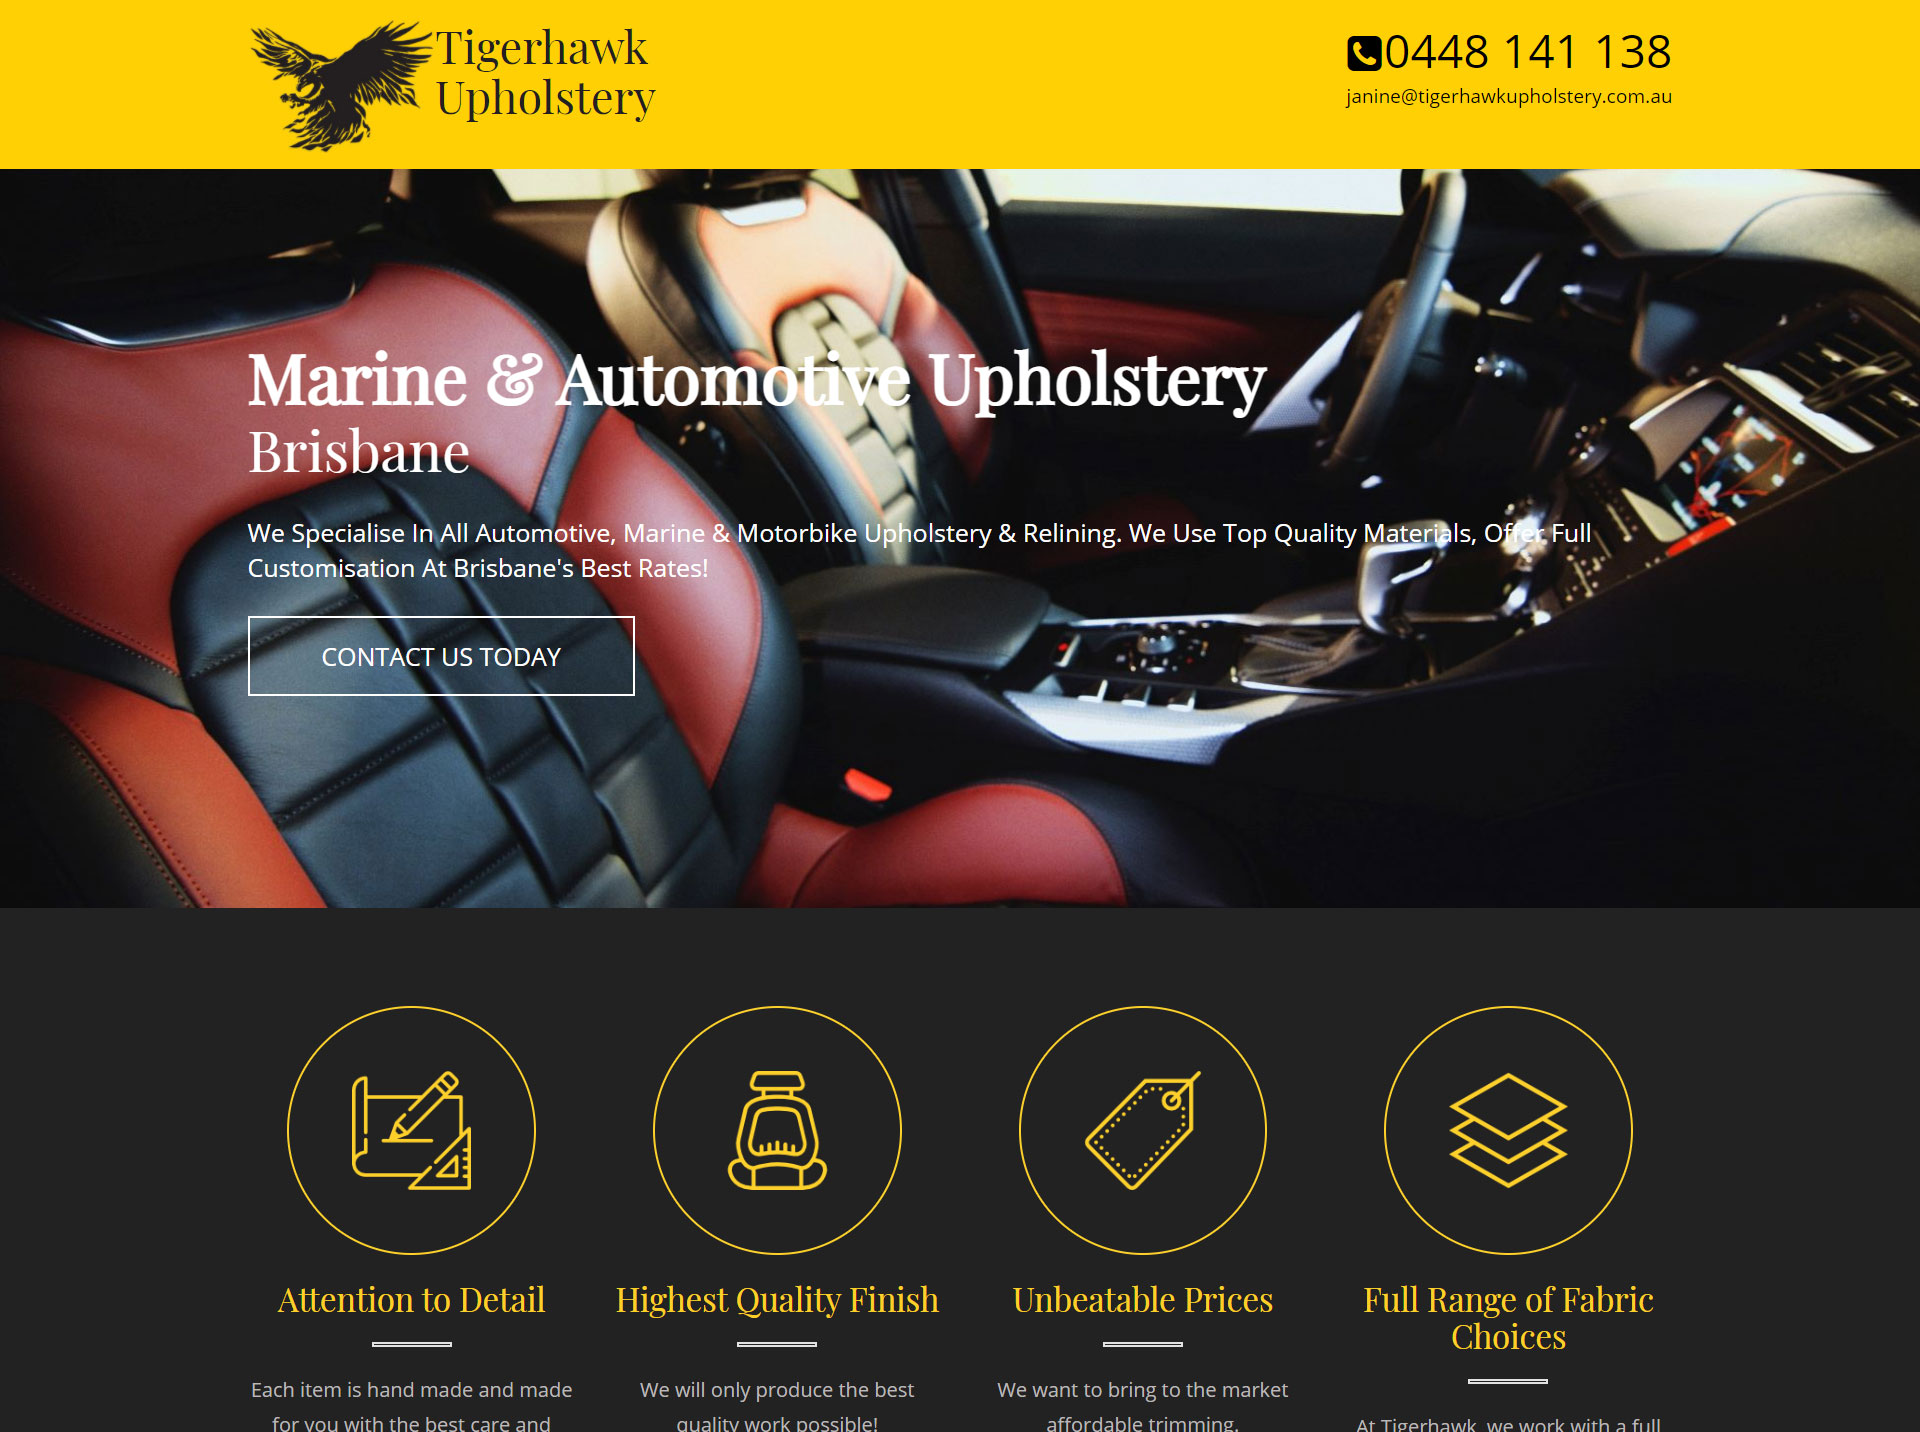 Tigerhawk
Upholstery
0448 141 138
janine@tigerhawkupholstery.com.au
Marine & Automotive Upholstery
Brisbane
We Specialise In All Automotive, Marine & Motorbike Upholstery & Relining. We Use Top Quality Materials, Offer Full
Customisation At Brisbane's Best Rates!
CONTACT US TODAY
Attention to Detail
Each item is hand made and made
for you with the best care and
Highest Quality Finish
We will only produce the best
quality work possible!
Unbeatable Prices
We want to bring to the market
affordable trimming.
Full Range of Fabric
Choices
At Tigerhawk, we work with a full